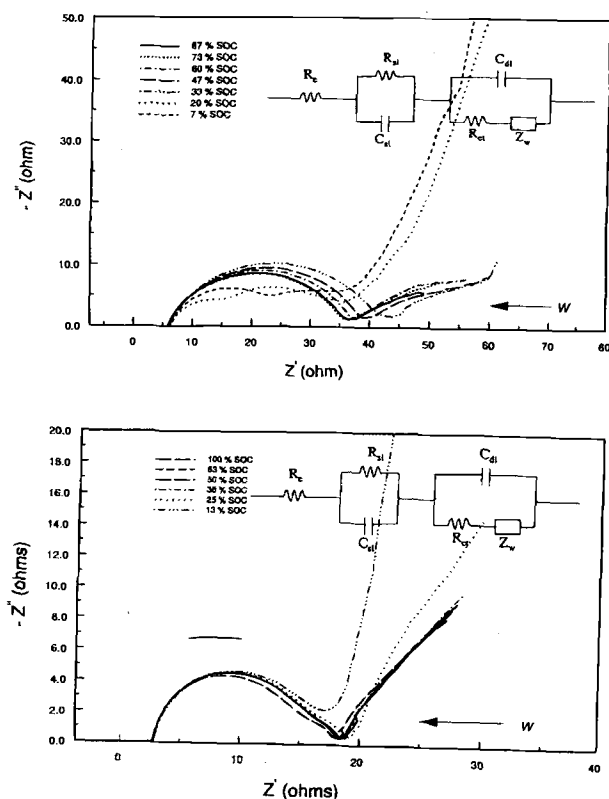 50.0
40.0
30.0
20.0
10.0
0.0
- Z" (ohm)
87 % SOC
73 % SOC
60 % SOC
47 % SOC
33 % SOC
20 % SOC
7 % SOC
Re
Rsl
Csl
Cdl
Rct
Zw
W
0 10 20 30 40 50 60 70 80
Z' (ohm)
20.0
18.0
16.0
14.0
12.0
10.0
8.0
6.0
4.0
2.0
0.0
- Z" (ohms)
100 % SOC
63 % SOC
50 % SOC
38 % SOC
25 % SOC
13 % SOC
Re
Rsl
Csl
Cdl
Rct
Zw
W
0 10 20 30 40
Z' (ohms)